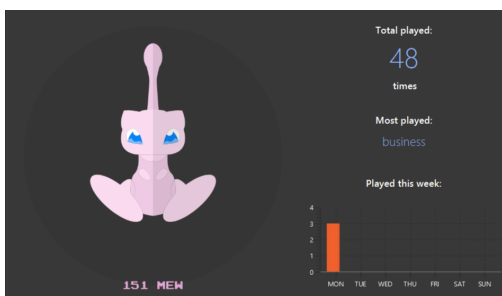 151 MEW
Total played:
48
times
Most played:
business
Played this week:
4
3
2
1
0
MON TUE WED THU FRI SAT SUN